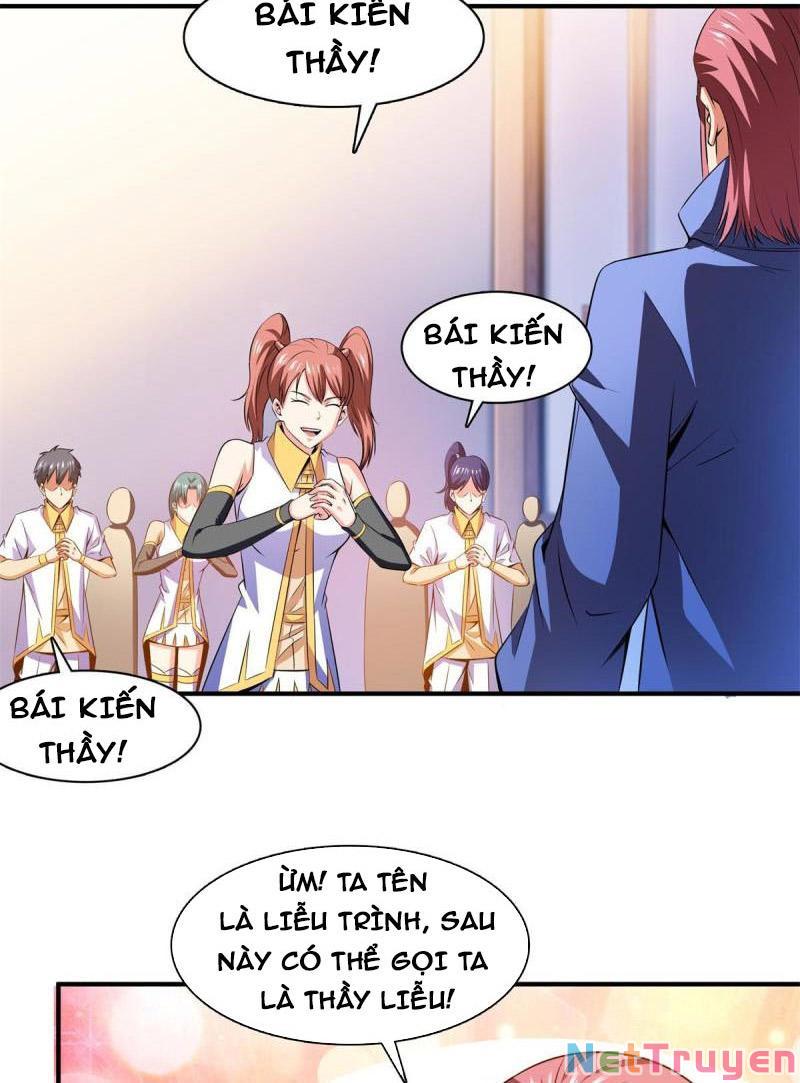 BÁI KIẾN
THẦY!
BÁI KIẾN
THẦY!
BÁI KIẾN
THẦY!
ỪM! TA TÊN
LÀ LIỄU TRÌNH, SAU
NÀY CÓ THỂ GỌI TA
LÀ THẦY LIỄU!
NetTruyen